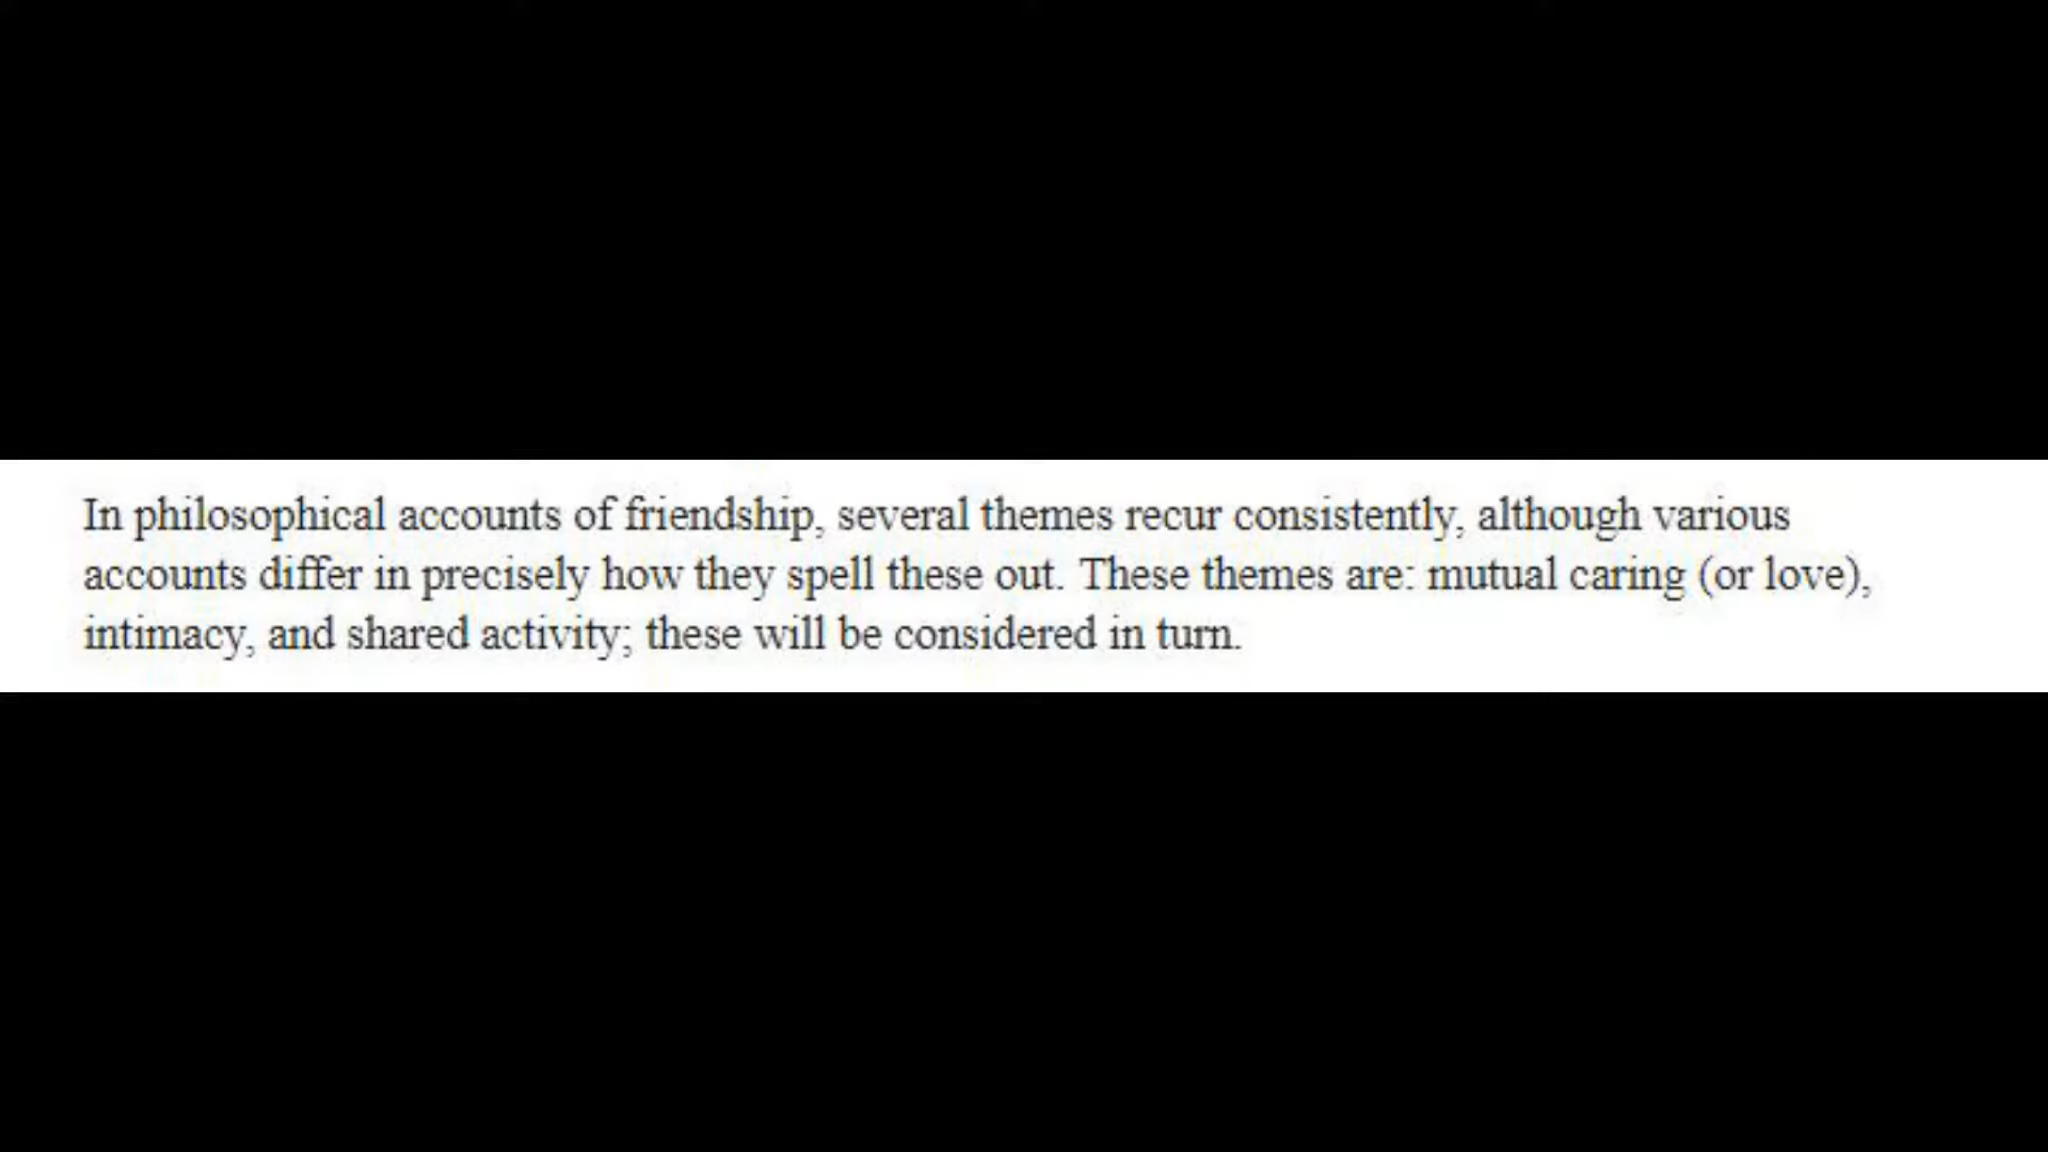 In philosophical accounts of friendship, several themes recur consistently, although various
accounts differ in precisely how they spell these out. These themes are: mutual caring (or love),
intimacy, and shared activity; these will be considered in turn.